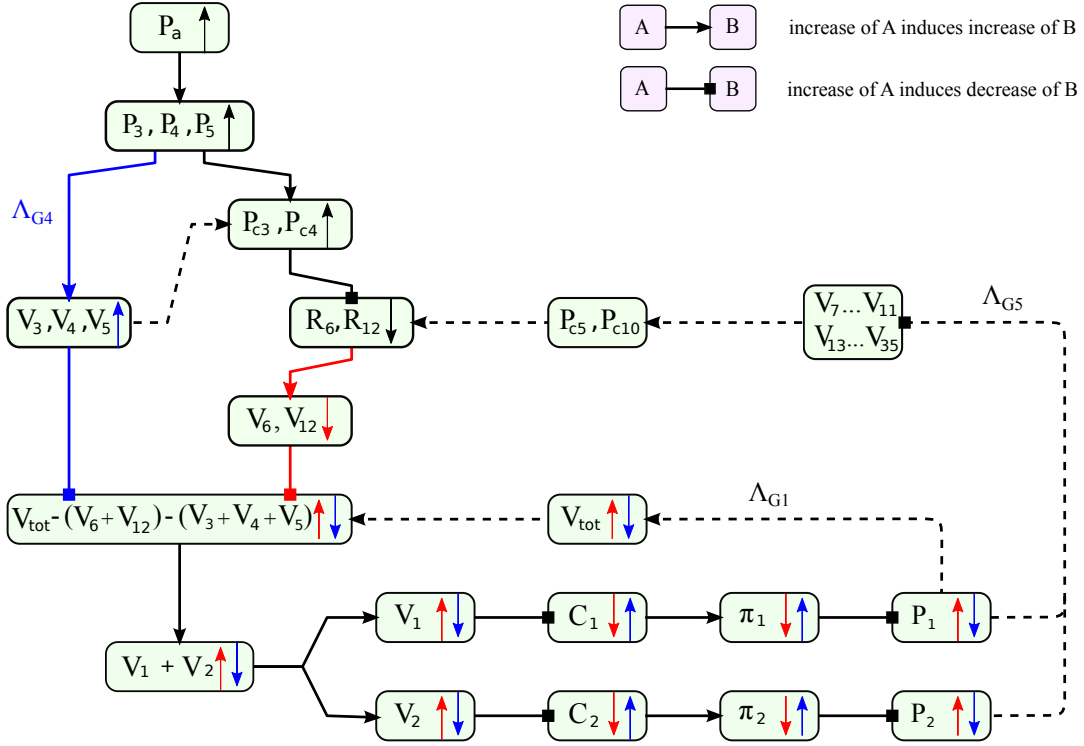 Pa
A B increase of A induces increase of B
A B increase of A induces decrease of B
P3, P4, P5
ΛG4
Pc3, Pc4
V3, V4, V5
R6, R12
Pc5, Pc10
V7...V11
V13...V35
ΛG5
V6, V12
Vtot-(V6+V12)-(V3+V4+V5)
Vtot
ΛG1
V1 C1 π1 P1
V1 + V2
V2 C2 π2 P2